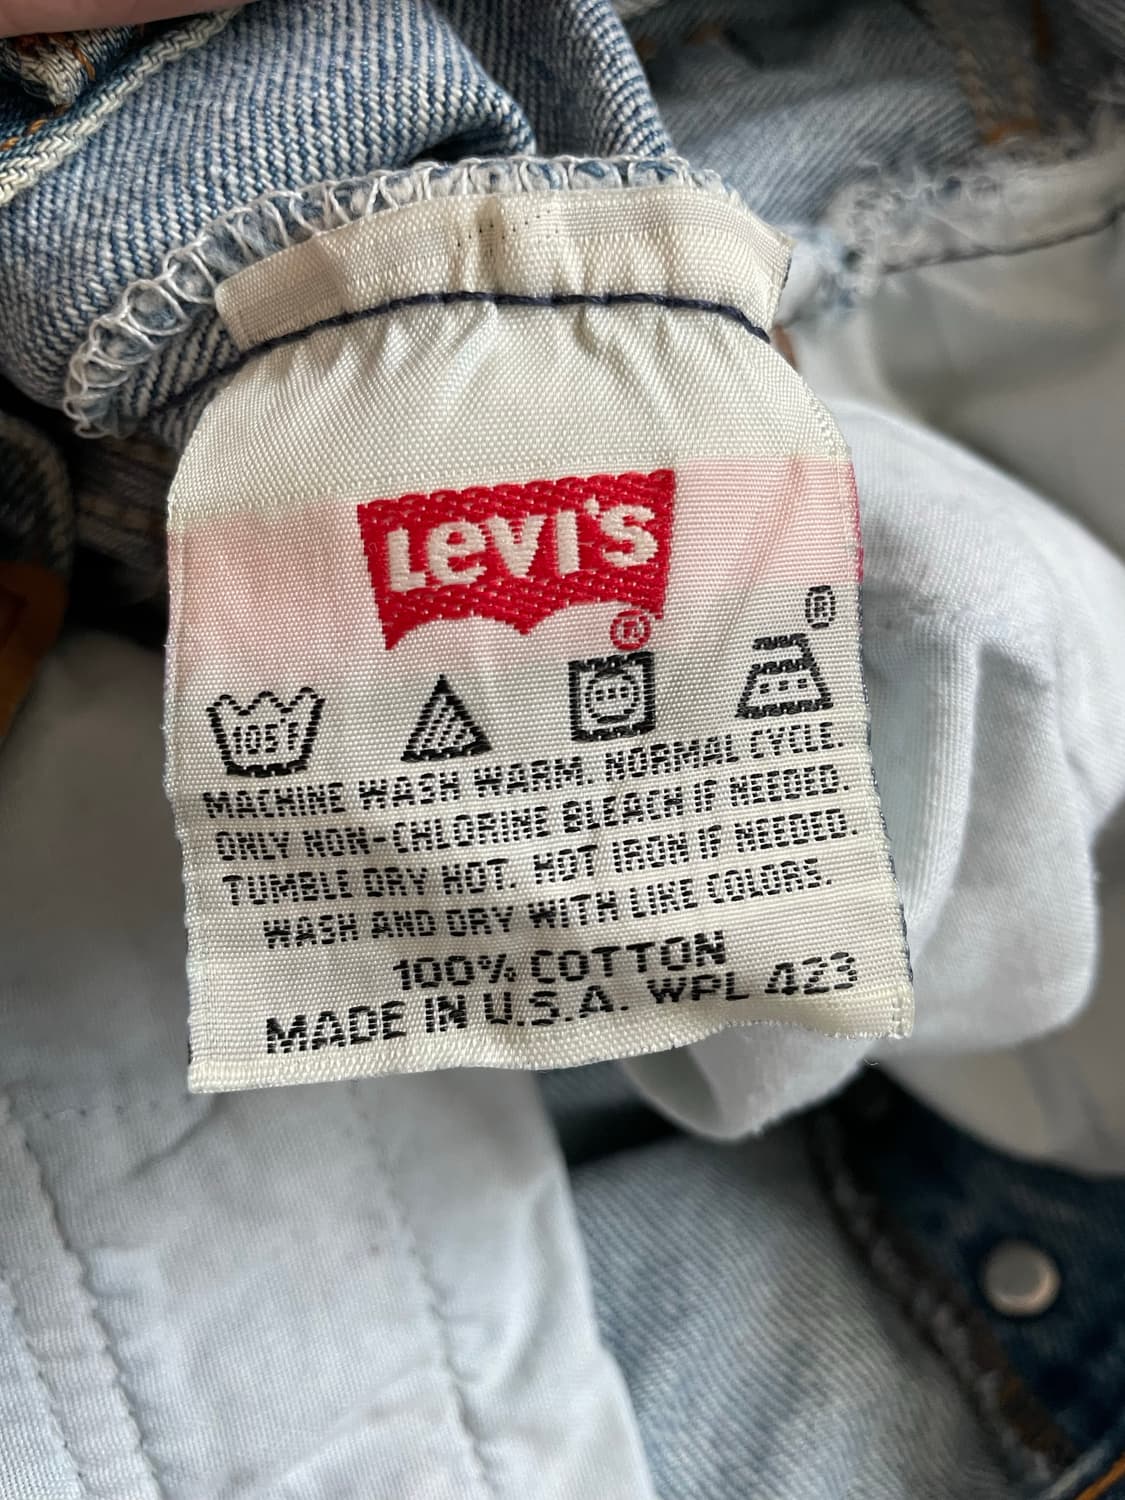 LEVI'S
®
®
105°F
MACHINE WASH WARM. NORMAL CYCLE.
ONLY NON-CHLORINE BLEACH IF NEEDED.
TUMBLE DRY HOT. HOT IRON IF NEEDED.
WASH AND DRY WITH LIKE COLORS.
100% COTTON
MADE IN U.S.A. WPL 423